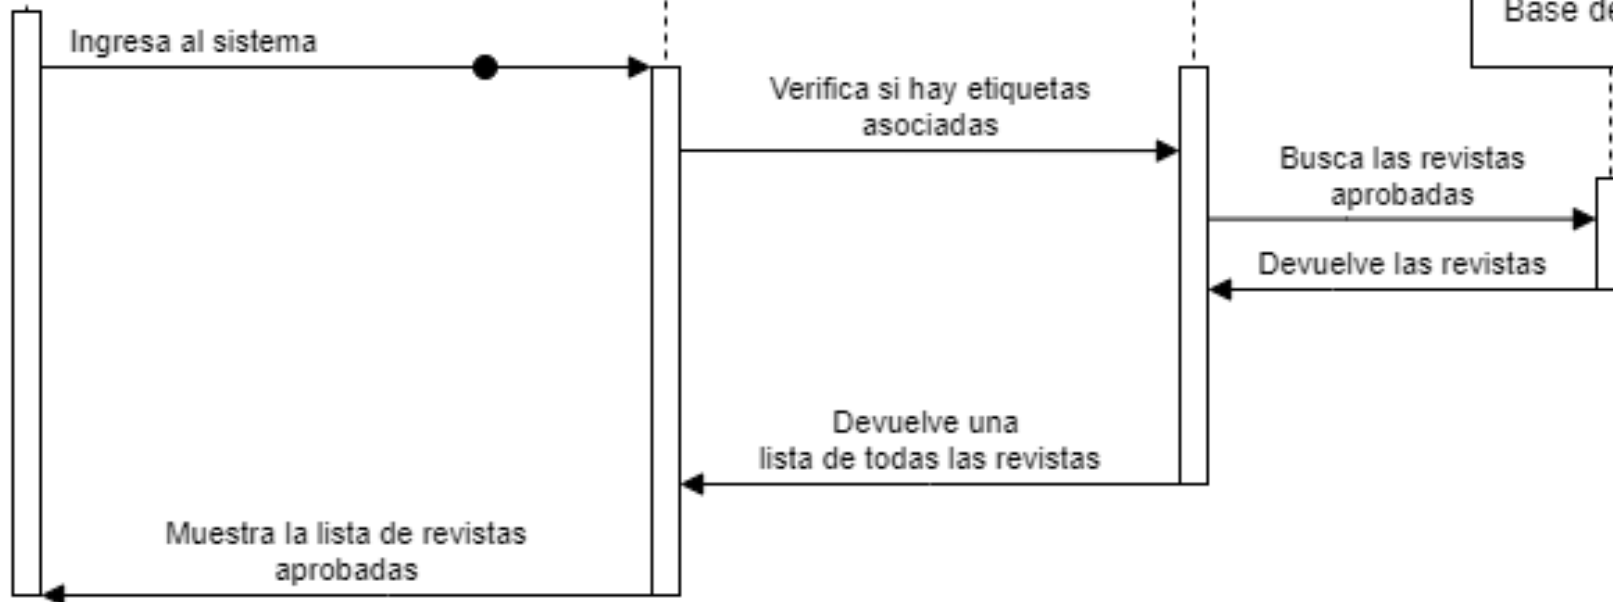 Base de
Ingresa al sistema
Verifica si hay etiquetas
asociadas
Busca las revistas
aprobadas
Devuelve las revistas
Devuelve una
lista de todas las revistas
Muestra la lista de revistas
aprobadas